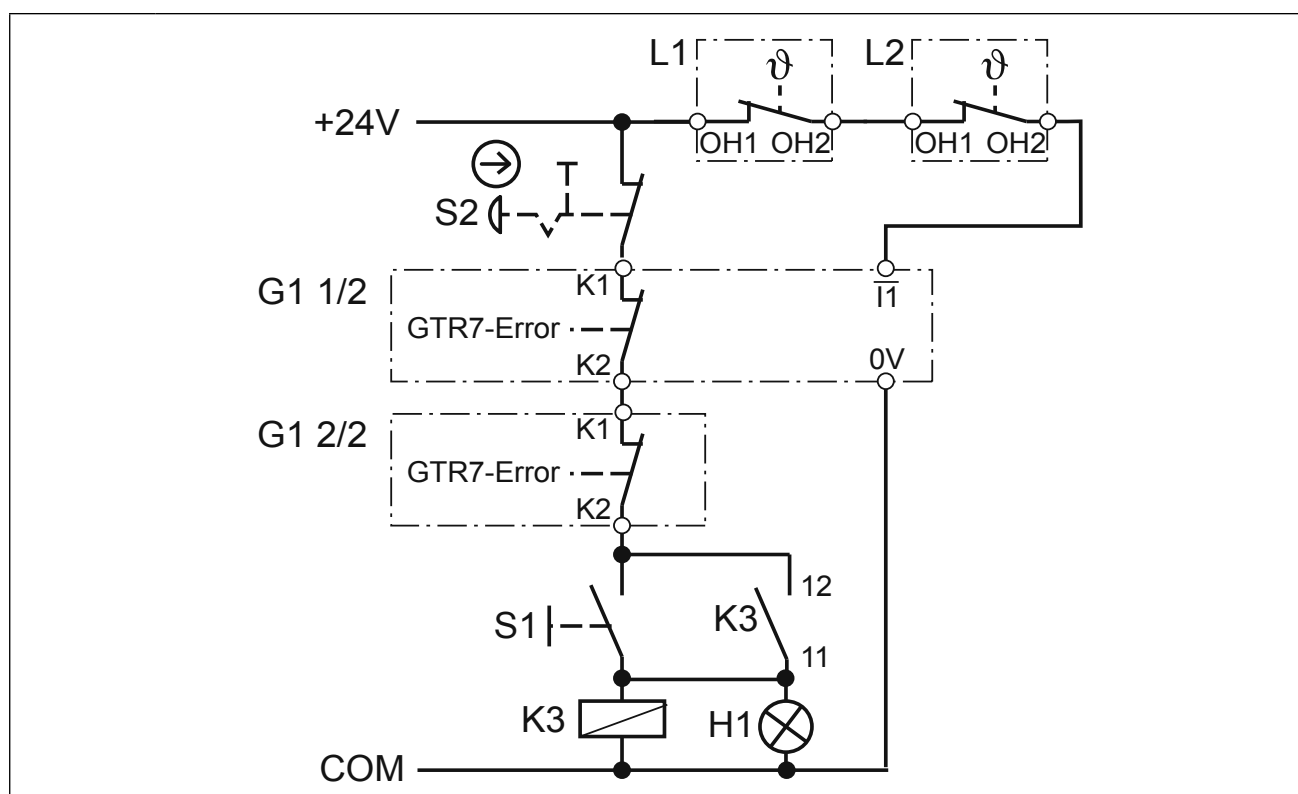 L1
ϑ
L2
ϑ
+24V
OH1 OH2
OH1 OH2
S2
G1 1/2
K1
I1
GTR7-Error
K2
0V
G1 2/2
K1
GTR7-Error
K2
12
S1
K3
11
K3
H1
COM